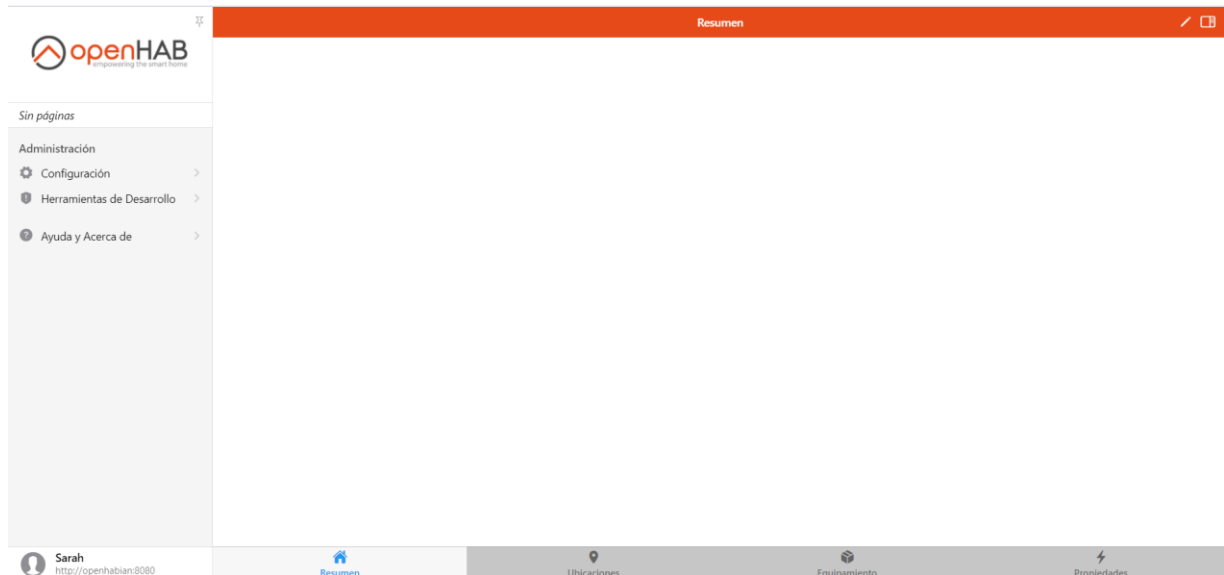 openHAB
empowering the smart home
Resumen
Sin páginas
Administración
Configuración
Herramientas de Desarrollo
Ayuda y Acerca de
Sarah
http://openhabian:8080
Resumen
Ubicaciones
Equipamiento
Propiedades